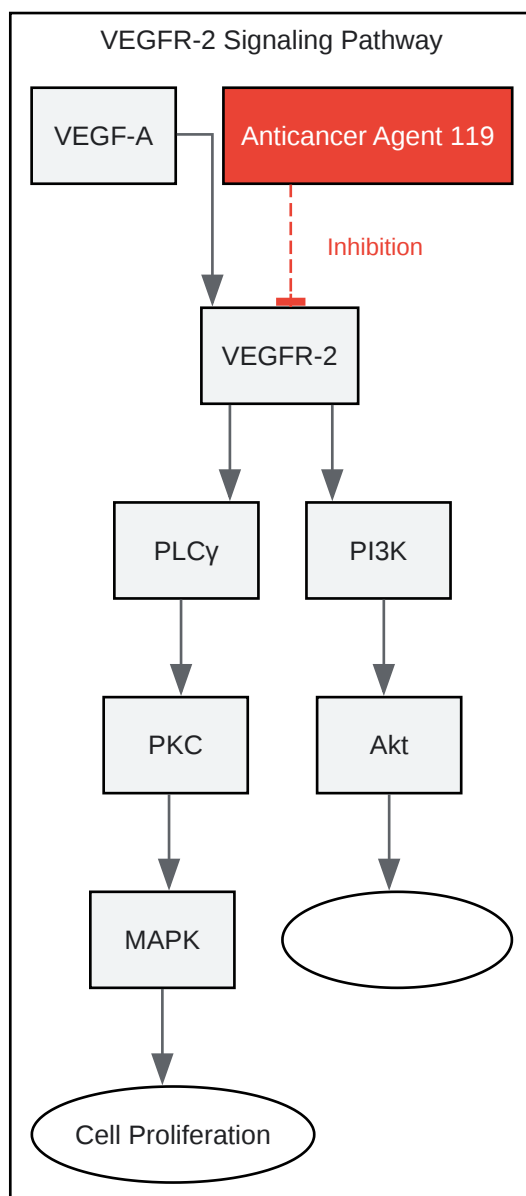 VEGFR-2 Signaling Pathway
VEGF-A
Anticancer Agent 119
Inhibition
VEGFR-2
PLCγ
PI3K
PKC
Akt
MAPK
Cell Proliferation